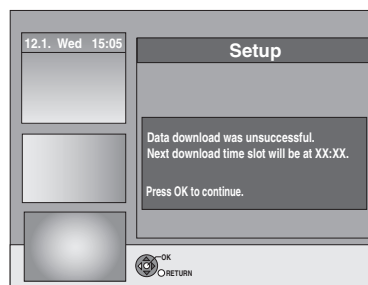 12.1. Wed 15:05
Setup
Data download was unsuccessful.
Next download time slot will be at XX:XX.
Press OK to continue.
OK
RETURN